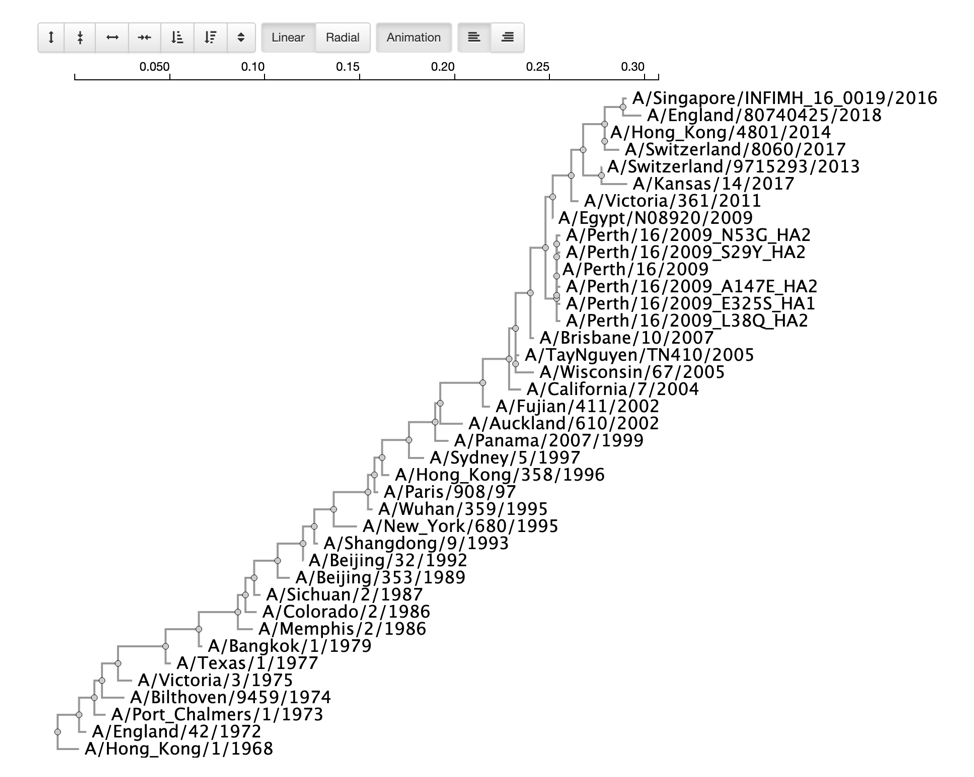 Linear Radial Animation
0.050 0.10 0.15 0.20 0.25 0.30
A/Singapore/INFIMH_16_0019/2016
A/England/80740425/2018
A/Hong_Kong/4801/2014
A/Switzerland/8060/2017
A/Switzerland/9715293/2013
A/Kansas/14/2017
A/Victoria/361/2011
A/Egypt/N08920/2009
A/Perth/16/2009_N53G_HA2
A/Perth/16/2009_S29Y_HA2
A/Perth/16/2009
A/Perth/16/2009_A147E_HA2
A/Perth/16/2009_E325S_HA1
A/Perth/16/2009_L38Q_HA2
A/Brisbane/10/2007
A/TayNguyen/TN410/2005
A/Wisconsin/67/2005
A/California/7/2004
A/Fujian/411/2002
A/Auckland/610/2002
A/Panama/2007/1999
A/Sydney/5/1997
A/Hong_Kong/358/1996
A/Paris/908/97
A/Wuhan/359/1995
A/New_York/680/1995
A/Shangdong/9/1993
A/Beijing/32/1992
A/Beijing/353/1989
A/Sichuan/2/1987
A/Colorado/2/1986
A/Memphis/2/1986
A/Bangkok/1/1979
A/Texas/1/1977
A/Victoria/3/1975
A/Bilthoven/9459/1974
A/Port_Chalmers/1/1973
A/England/42/1972
A/Hong_Kong/1/1968